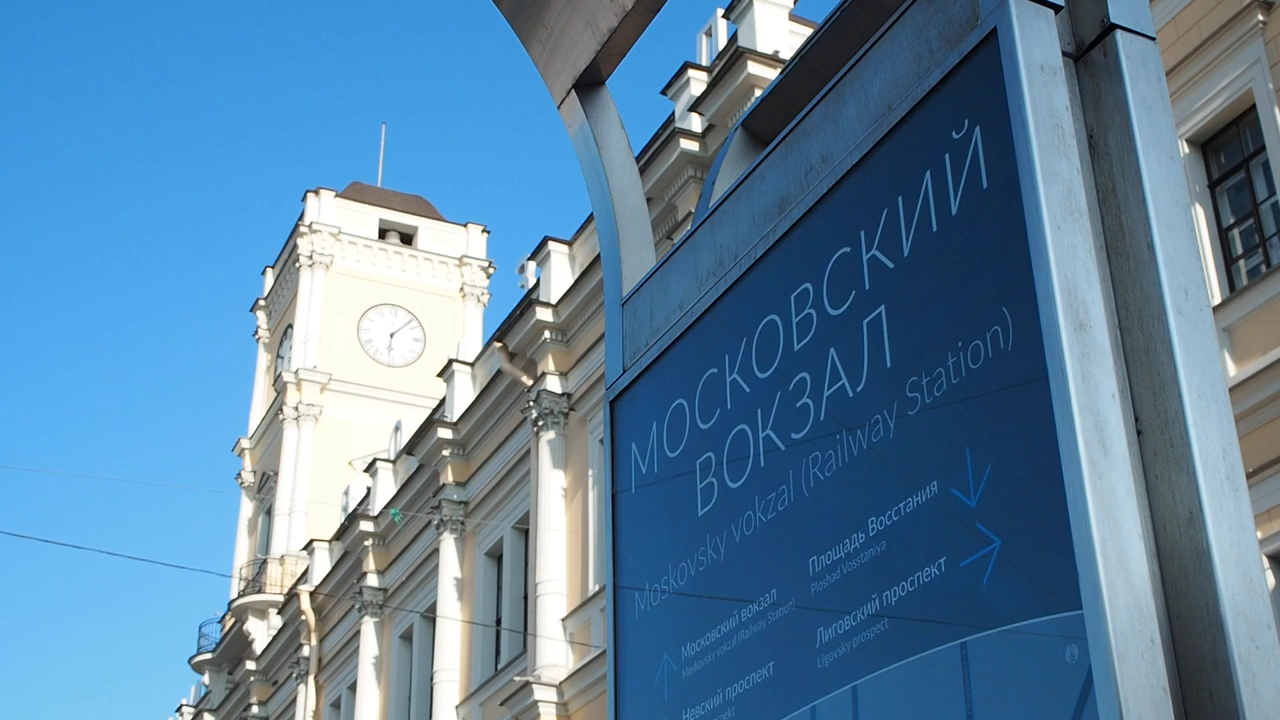 МОСКОВСКИЙ
ВОКЗАЛ
Moskovsky vokzal (Railway Station)
Московский вокзал
Moskovsky vokzal (Railway Station)
Невский проспект
Площадь Восстания
Ploshad Vosstaniya
Лиговский проспект
Ligovsky prospect